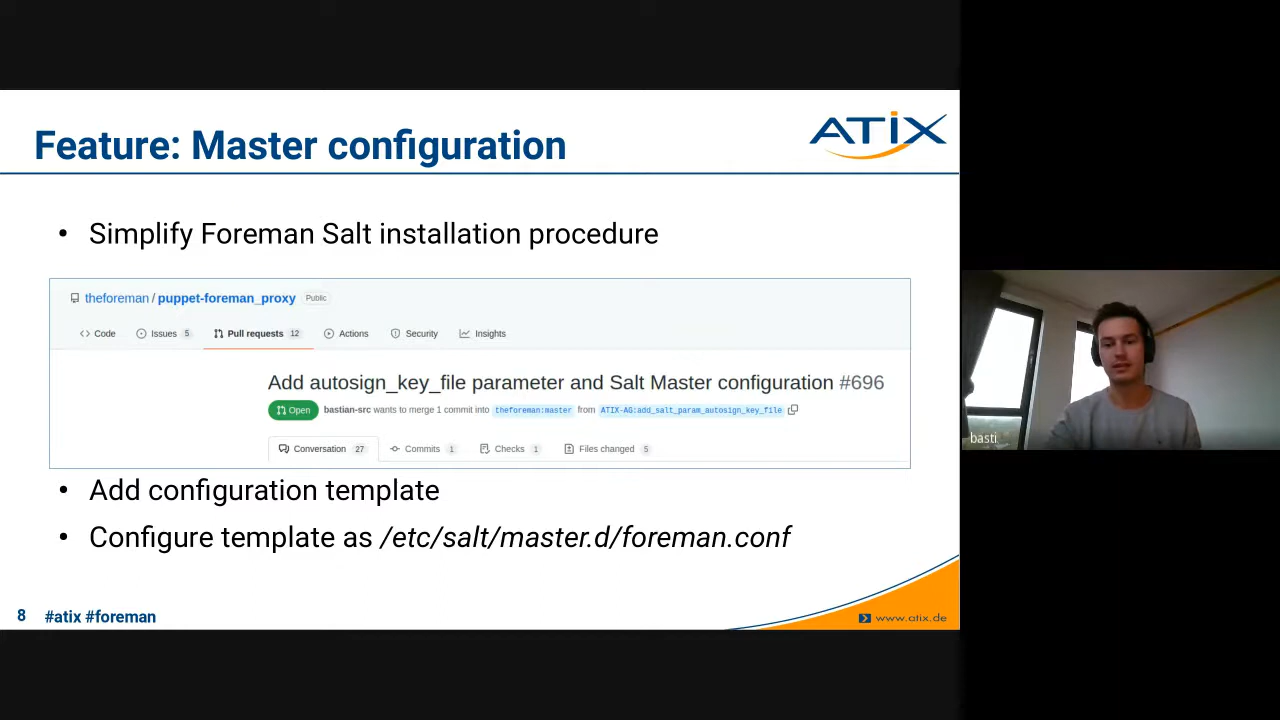 Feature: Master configuration
ATIX
• Simplify Foreman Salt installation procedure
theforeman / puppet-foreman_proxy Public
Code Issues 5 Pull requests 12 Actions Security Insights
Add autosign_key_file parameter and Salt Master configuration #696
Open bastian-src wants to merge 1 commit into theforeman:master from ATIX-AG:add_salt_param_autosign_key_file
Conversation 27 Commits 1 Checks 1 Files changed 5
• Add configuration template
• Configure template as /etc/salt/master.d/foreman.conf
8 #atix #foreman
www.atix.de
basti